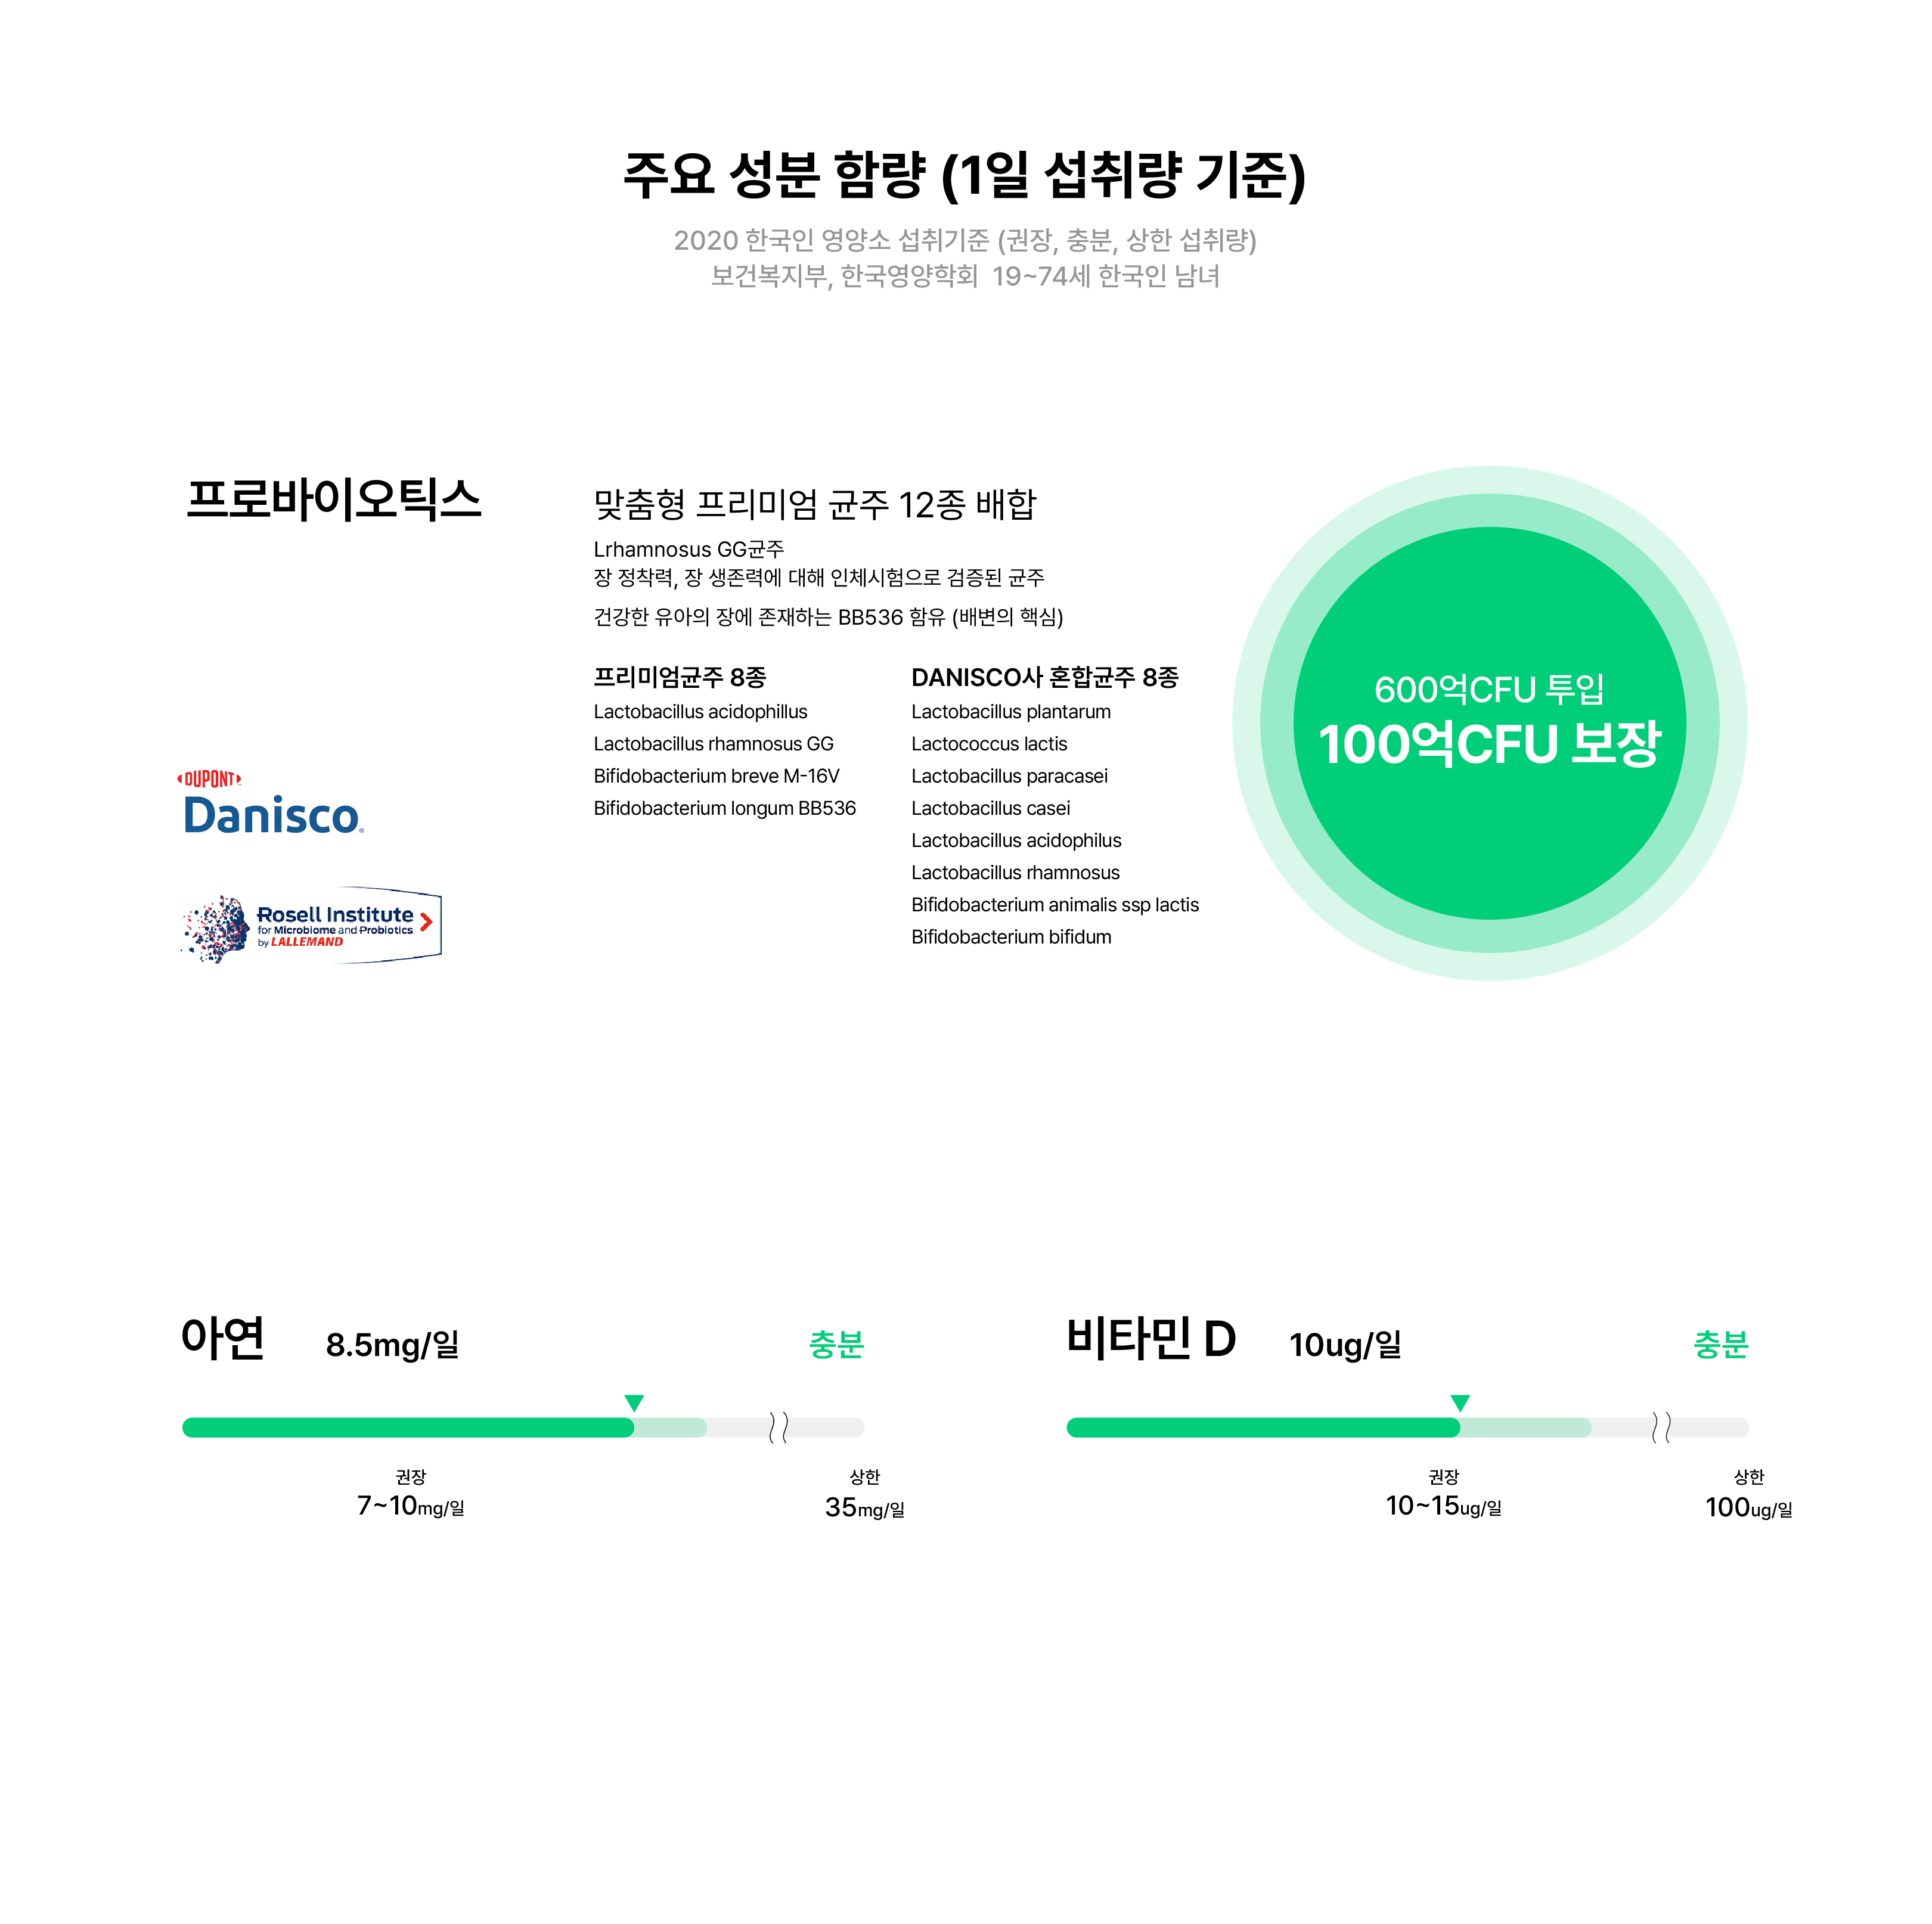 주요 성분 함량 (1일 섭취량 기준)
2020 한국인 영양소 섭취기준 (권장, 충분, 상한 섭취량)
보건복지부, 한국영양학회 19~74세 한국인 남녀
프로바이오틱스
맞춤형 프리미엄 균주 12종 배합
Lrhamnosus GG균주
장 정착력, 장 생존력에 대해 인체시험으로 검증된 균주
건강한 유아의 장에 존재하는 BB536 함유 (배변의 핵심)
프리미엄균주 8종
Lactobacillus acidophillus
Lactobacillus rhamnosus GG
Bifidobacterium breve M-16V
Bifidobacterium longum BB536
DANISCO사 혼합균주 8종
Lactobacillus plantarum
Lactococcus lactis
Lactobacillus paracasei
Lactobacillus casei
Lactobacillus acidophilus
Lactobacillus rhamnosus
Bifidobacterium animalis ssp lactis
Bifidobacterium bifidum
600억CFU 투입
100억CFU 보장
DUPONT
Danisco®
Rosell Institute
for Microbiome and Probiotics
by LALLEMAND
아연 8.5mg/일 충분
권장
7~10mg/일
상한
35mg/일
비타민 D 10ug/일 충분
권장
10~15ug/일
상한
100ug/일